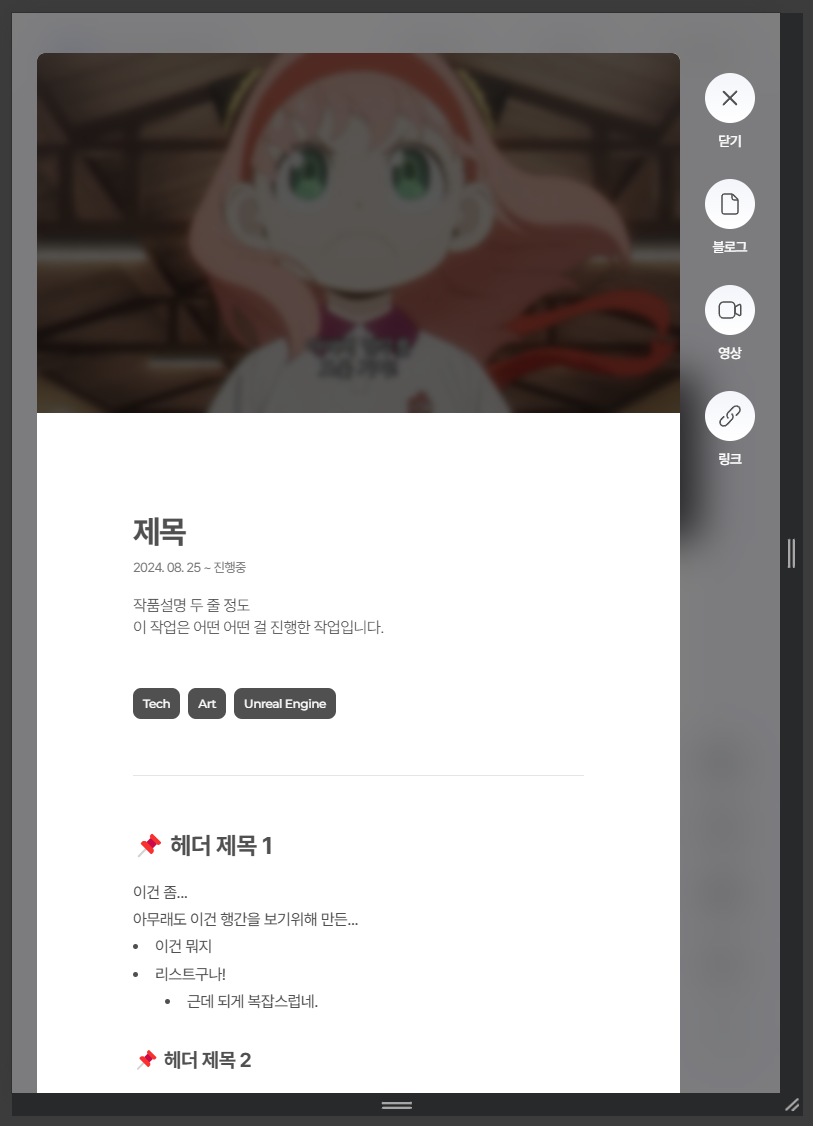 닫기
블로그
영상
링크
제목
2024. 08. 25 ~ 진행중
작품설명 두 줄 정도
이 작업은 어떤 어떤 걸 진행한 작업입니다.
Tech Art Unreal Engine
📌 헤더 제목 1
이건 좀...
아무래도 이건 행간을 보기위해 만든...
• 이건 뭐지
• 리스트구나!
• 근데 되게 복잡스럽네.
📌 헤더 제목 2